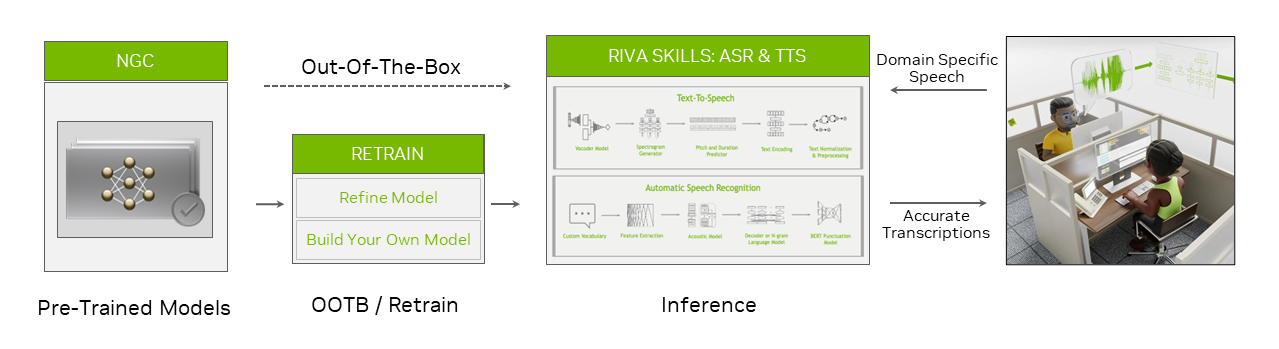 NGC
Out-Of-The-Box
RETRAIN
Refine Model
Build Your Own Model
RIVA SKILLS: ASR & TTS
Text-To-Speech
Vocoder Model
Spectrogram
Generator
Pitch and Duration
Predictor
Text Encoding
Text Normalization
& Preprocessing
Automatic Speech Recognition
Custom Vocabulary
Feature Extraction
Acoustic Model
Decoder or N-gram
Language Model
BERT Punctuation
Model
Domain Specific
Speech
Accurate
Transcriptions
Pre-Trained Models
OOTB / Retrain
Inference